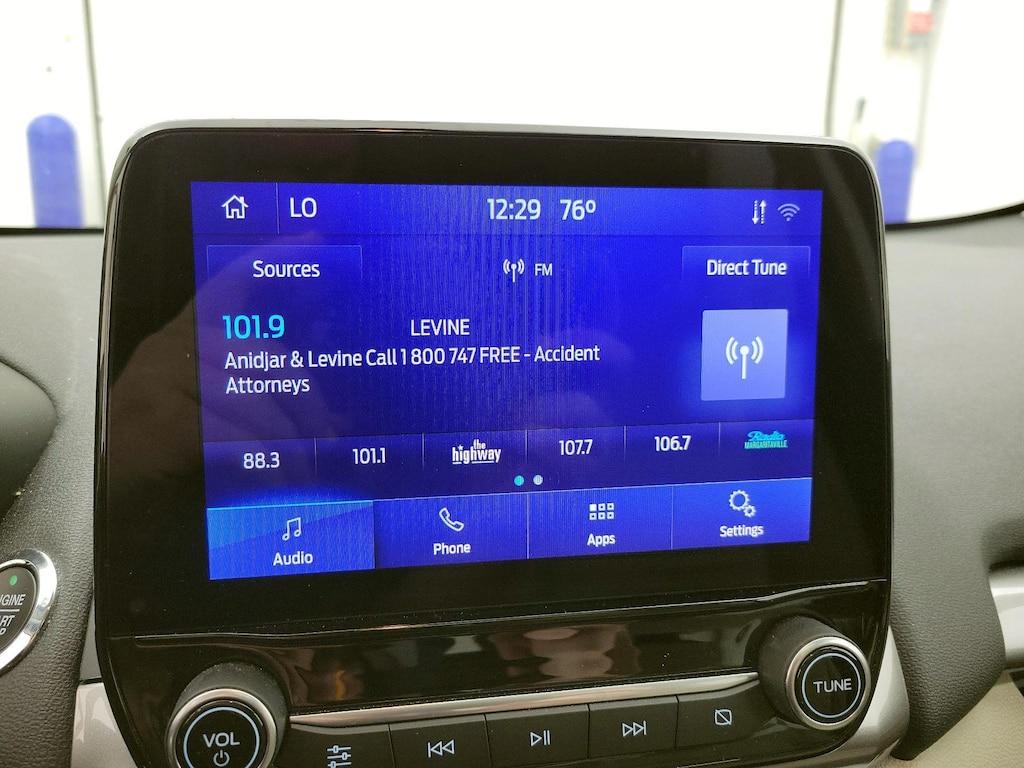 LO 12:29 76°
Sources FM Direct Tune
101.9 LEVINE
Anidjar & Levine Call 1 800 747 FREE - Accident
Attorneys
88.3 101.1 the highway 107.7 106.7 Radio MARGARITAVILLE
Audio Phone Apps Settings
TUNE
VOL